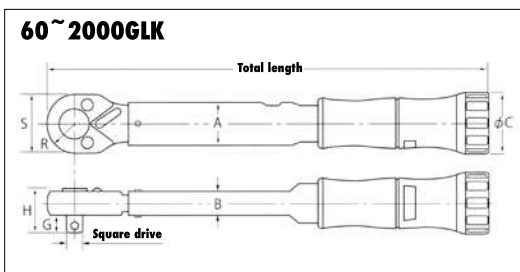 60~2000GLK
Total length
S
R
A
φC
H
G
B
Square drive